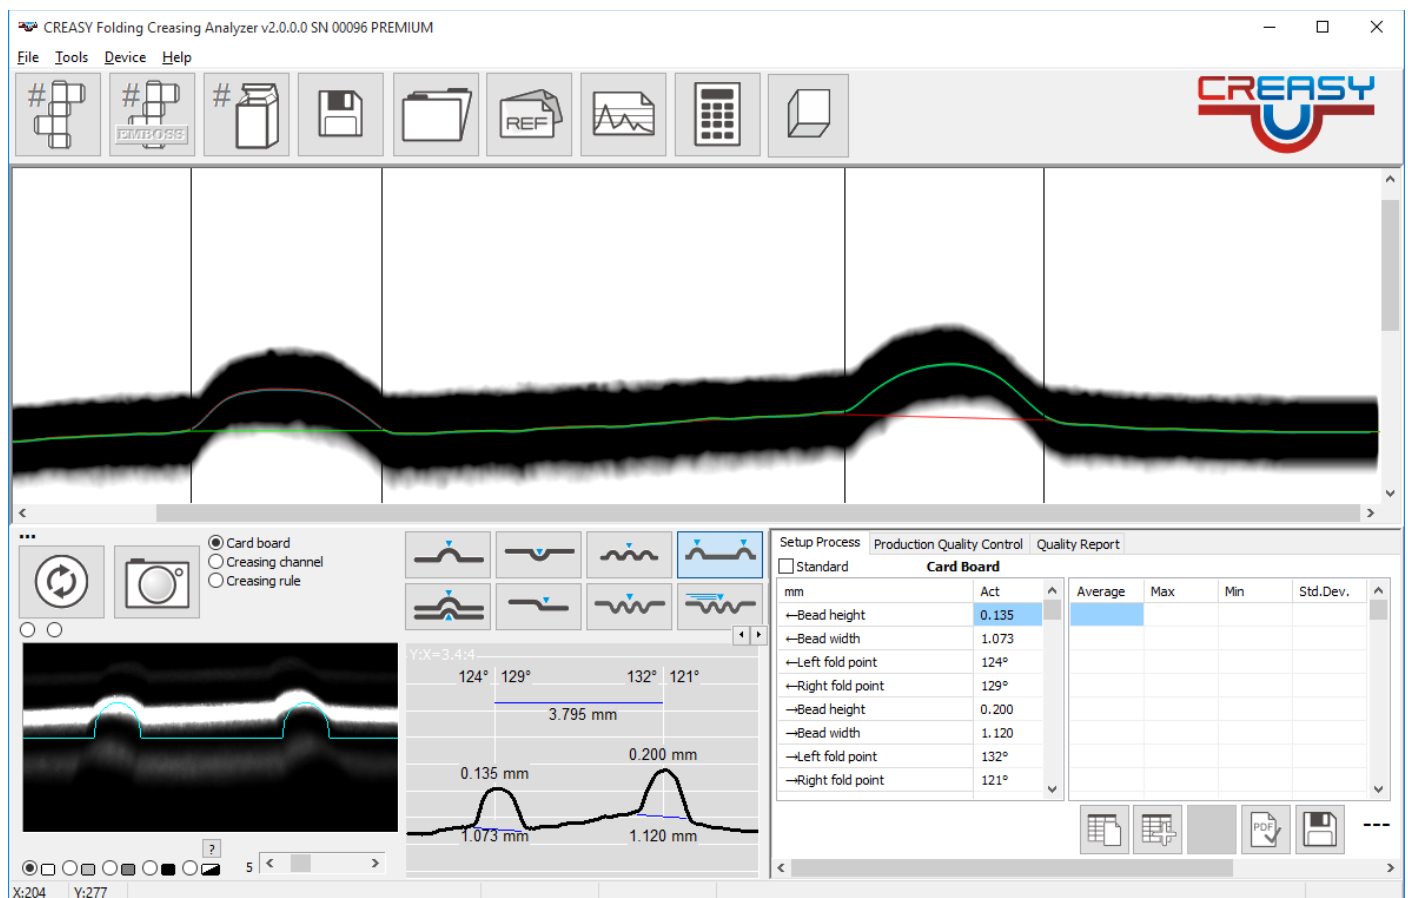 CREASY Folding Creasing Analyzer v2.0.0.0 SN 00096 PREMIUM
File Tools Device Help
# # EMBOSS # REF CREASY
...
Card board
Creasing channel
Creasing rule
Y:X=3.4:4
124° 129° 132° 121°
3.795 mm
0.200 mm
0.135 mm
1.073 mm 1.120 mm
? 5
Setup Process Production Quality Control Quality Report
Standard Card Board
mm Act Average Max Min Std.Dev.
←Bead height 0.135
←Bead width 1.073
←Left fold point 124°
←Right fold point 129°
→Bead height 0.200
→Bead width 1.120
→Left fold point 132°
→Right fold point 121°
PDF ---
X:204 Y:277